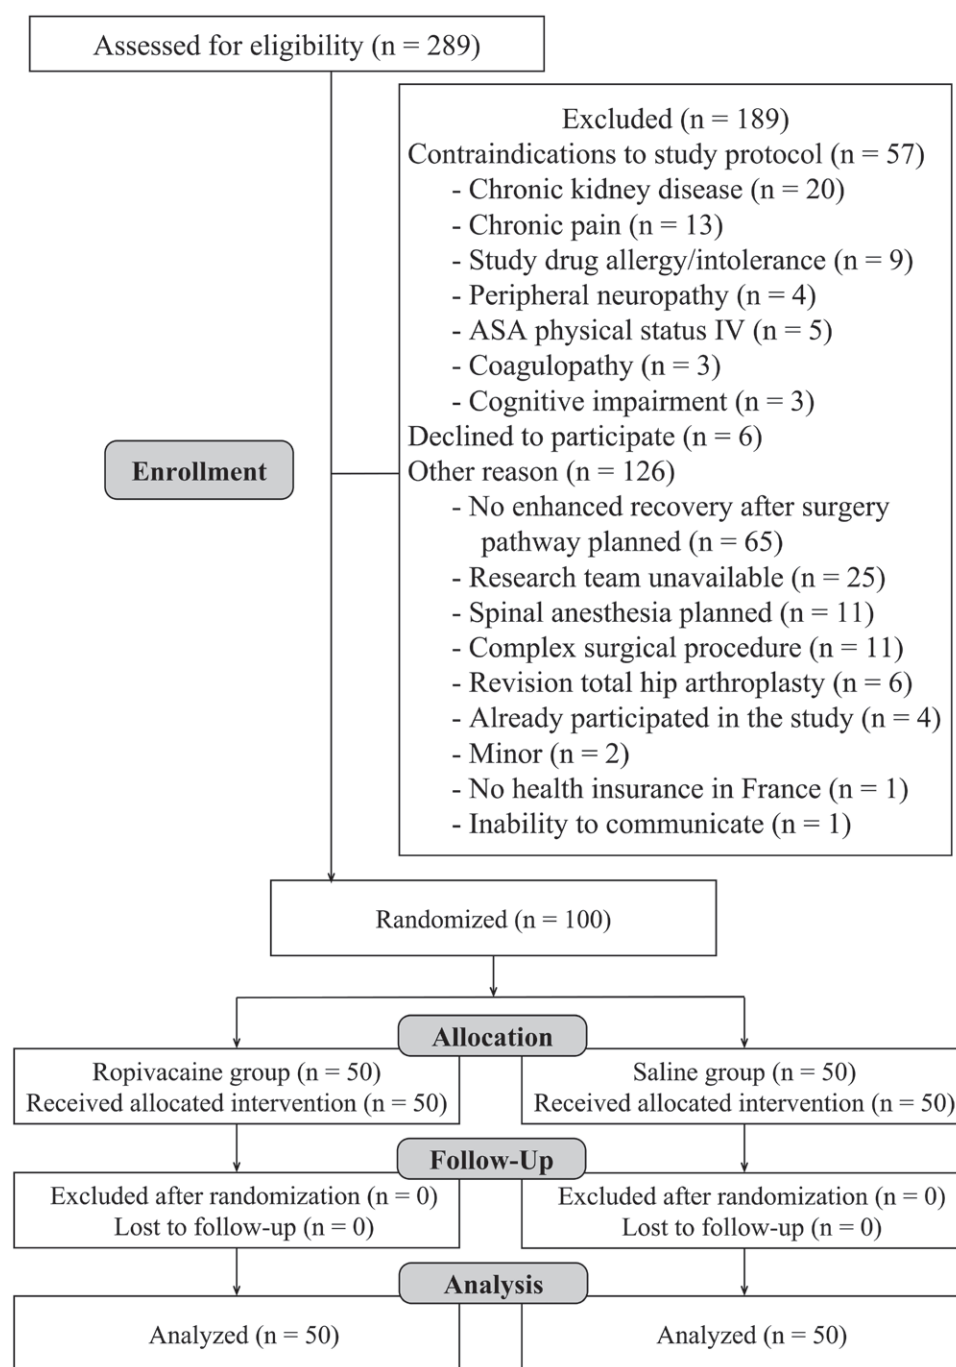 Assessed for eligibility (n = 289)
Excluded (n = 189)
Contraindications to study protocol (n = 57)
- Chronic kidney disease (n = 20)
- Chronic pain (n = 13)
- Study drug allergy/intolerance (n = 9)
- Peripheral neuropathy (n = 4)
- ASA physical status IV (n = 5)
- Coagulopathy (n = 3)
- Cognitive impairment (n = 3)
Declined to participate (n = 6)
Other reason (n = 126)
- No enhanced recovery after surgery
pathway planned (n = 65)
- Research team unavailable (n = 25)
- Spinal anesthesia planned (n = 11)
- Complex surgical procedure (n = 11)
- Revision total hip arthroplasty (n = 6)
- Already participated in the study (n = 4)
- Minor (n = 2)
- No health insurance in France (n = 1)
- Inability to communicate (n = 1)
Enrollment
Randomized (n = 100)
Allocation
Ropivacaine group (n = 50)
Received allocated intervention (n = 50)
Saline group (n = 50)
Received allocated intervention (n = 50)
Follow-Up
Excluded after randomization (n = 0)
Lost to follow-up (n = 0)
Excluded after randomization (n = 0)
Lost to follow-up (n = 0)
Analysis
Analyzed (n = 50)
Analyzed (n = 50)